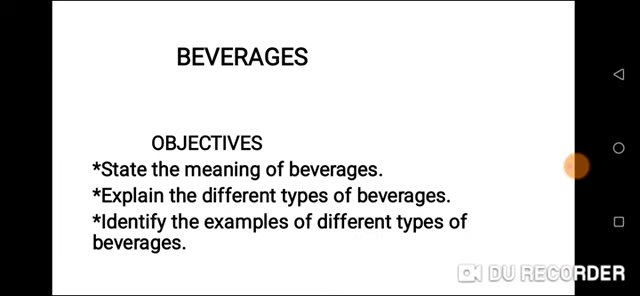 BEVERAGES
OBJECTIVES
*State the meaning of beverages.
*Explain the different types of beverages.
*Identify the examples of different types of
beverages.
DU RECORDER